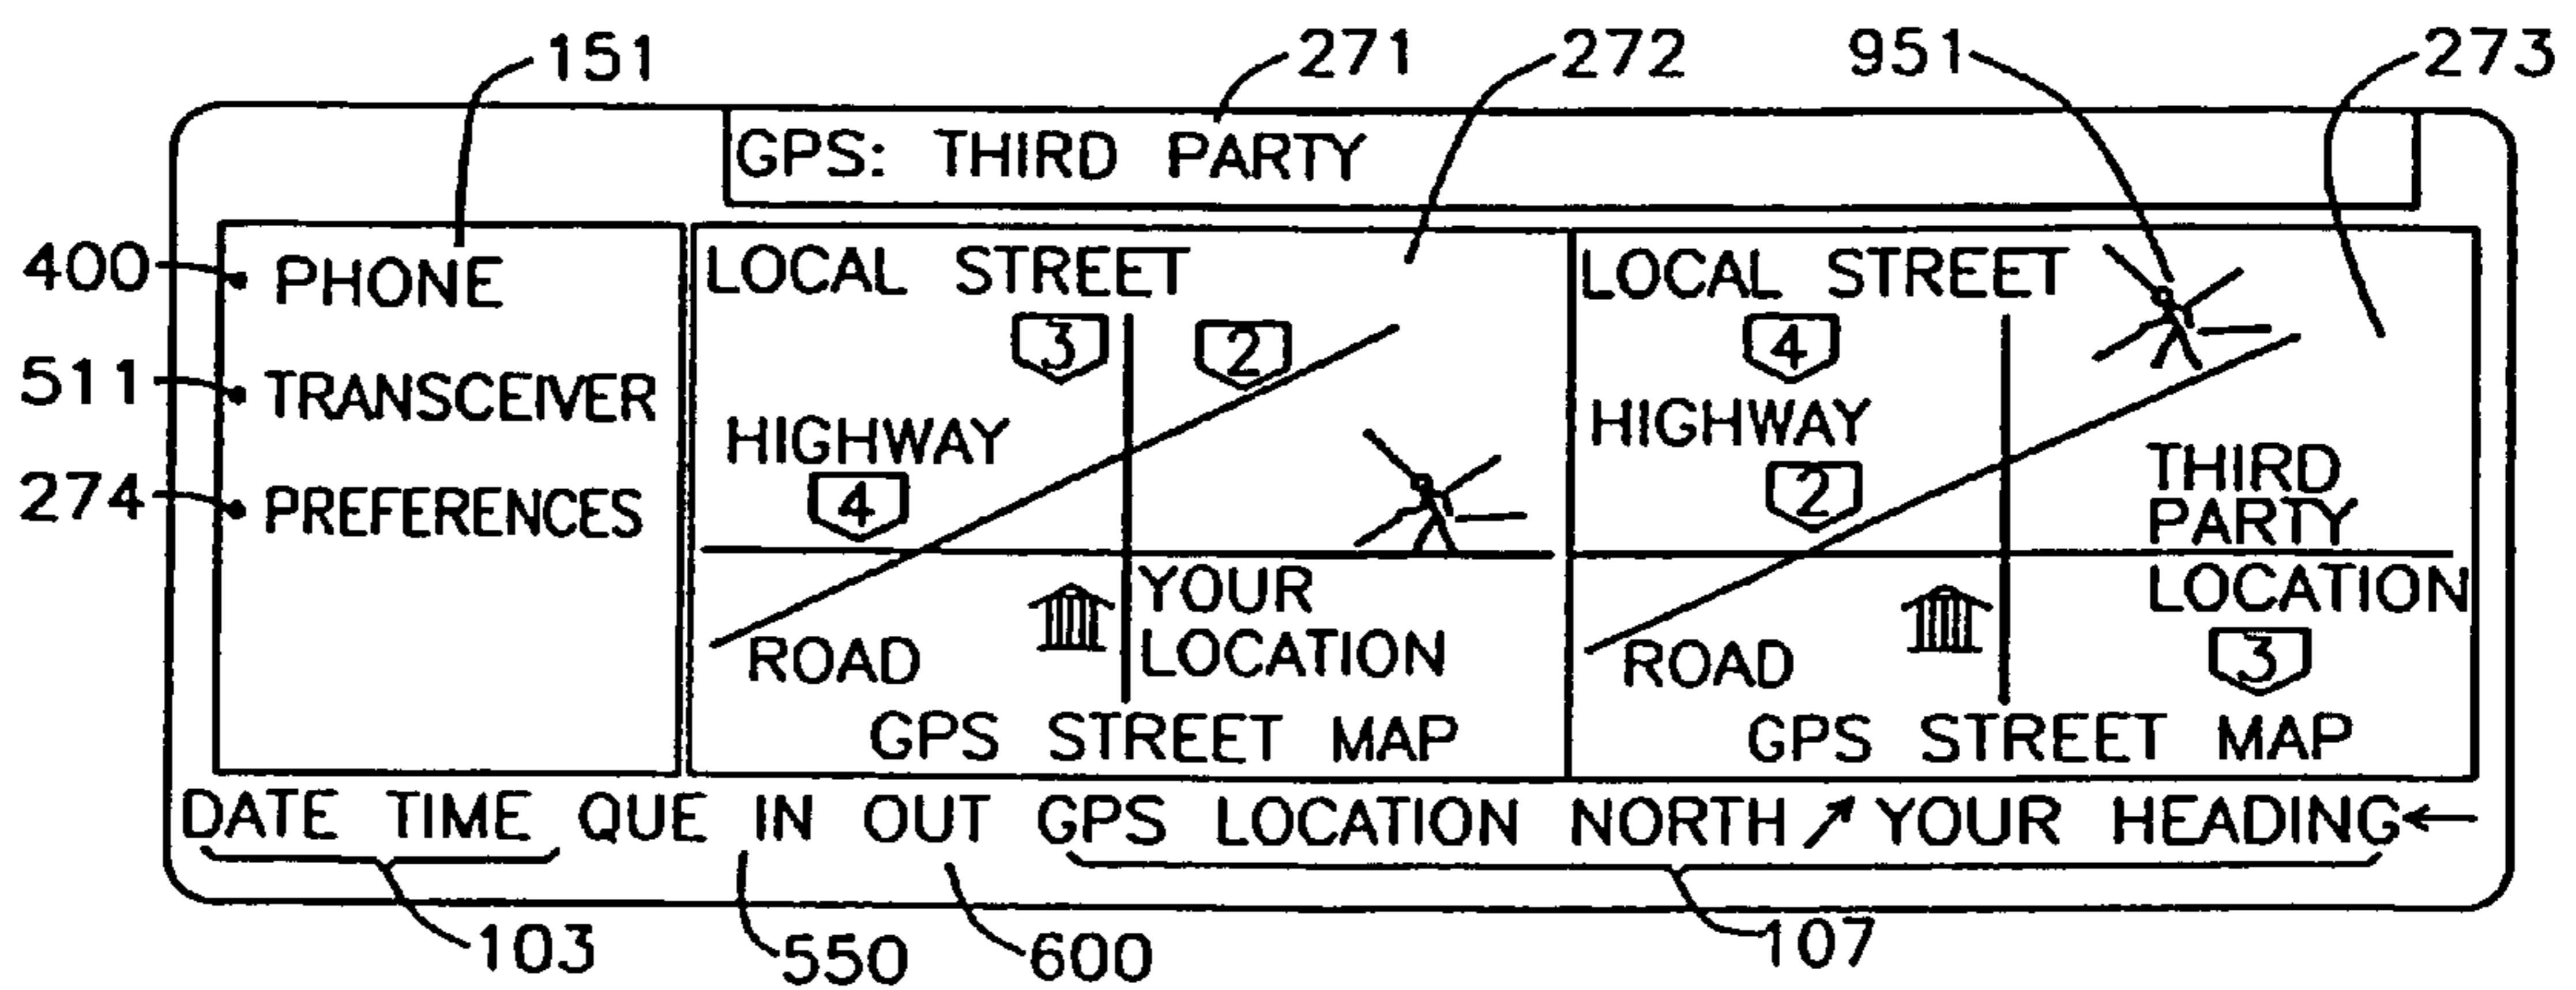 151 271 272 951 273
GPS: THIRD PARTY
400 PHONE
511 TRANSCEIVER
274 PREFERENCES
LOCAL STREET
3 2
HIGHWAY
4
YOUR
LOCATION
ROAD
GPS STREET MAP
LOCAL STREET
4
HIGHWAY
2
THIRD
PARTY
LOCATION
ROAD
3
GPS STREET MAP
DATE TIME QUE IN OUT GPS LOCATION NORTH ↗ YOUR HEADING ←
103 550 600 107